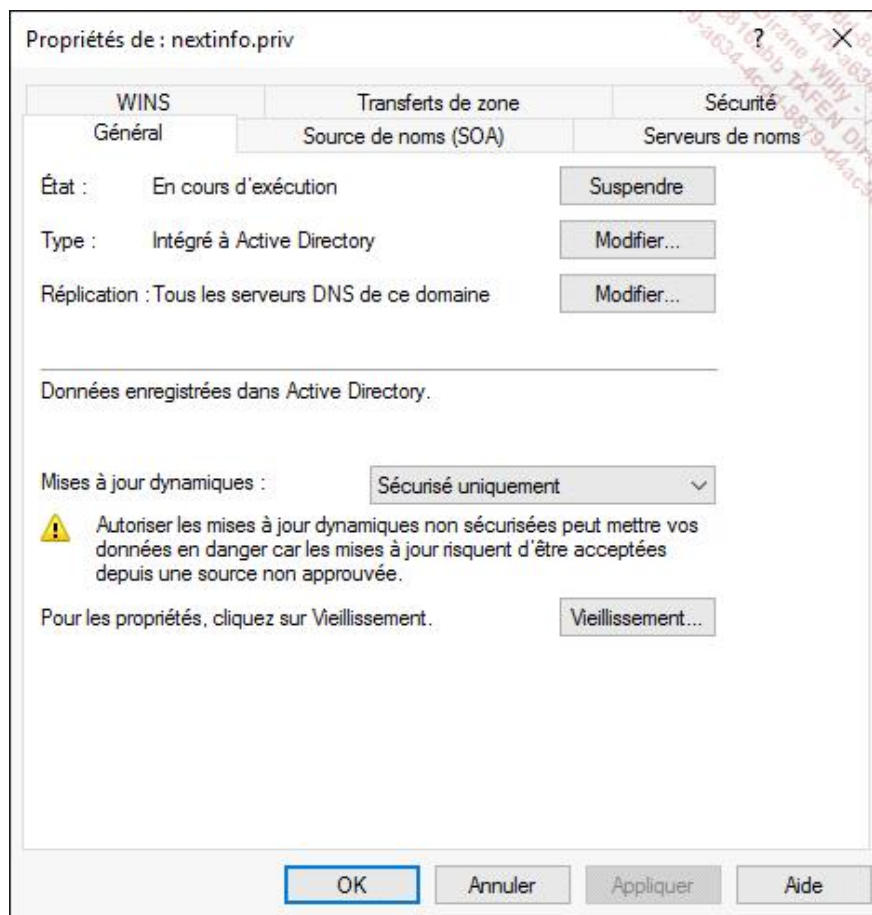 Propriétés de : nextinfo.priv
?
WINS Transferts de zone Sécurité
Général Source de noms (SOA) Serveurs de noms
État : En cours d'exécution Suspendre
Type : Intégré à Active Directory Modifier...
Réplication : Tous les serveurs DNS de ce domaine Modifier...
Données enregistrées dans Active Directory.
Mises à jour dynamiques : Sécurisé uniquement
Autoriser les mises à jour dynamiques non sécurisées peut mettre vos
données en danger car les mises à jour risquent d'être acceptées
depuis une source non approuvée.
Pour les propriétés, cliquez sur Vieillissement. Vieillissement...
OK Annuler Appliquer Aide